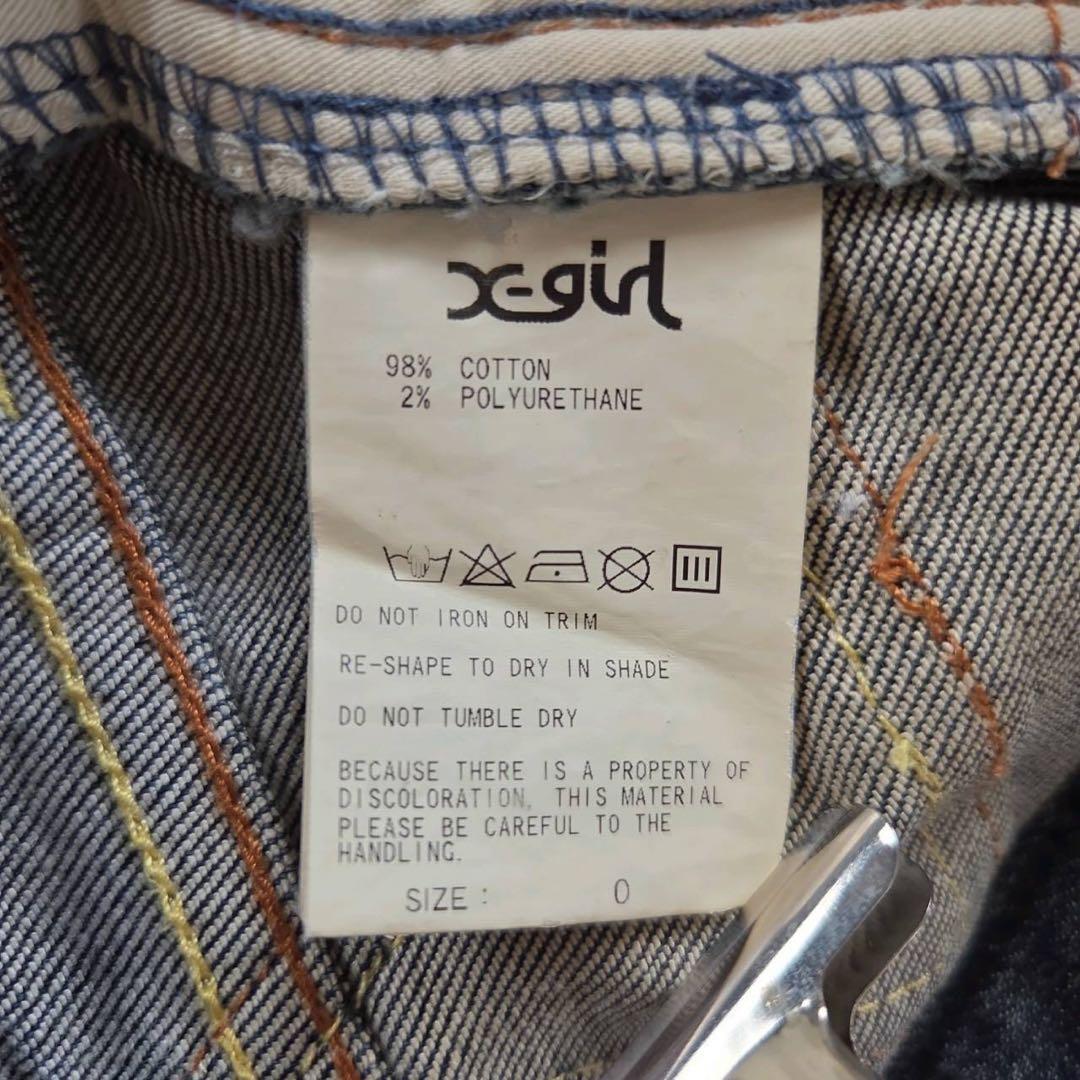 X-girl
98% COTTON
2% POLYURETHANE
DO NOT IRON ON TRIM
RE-SHAPE TO DRY IN SHADE
DO NOT TUMBLE DRY
BECAUSE THERE IS A PROPERTY OF
DISCOLORATION, THIS MATERIAL
PLEASE BE CAREFUL TO THE
HANDLING.
SIZE : 0